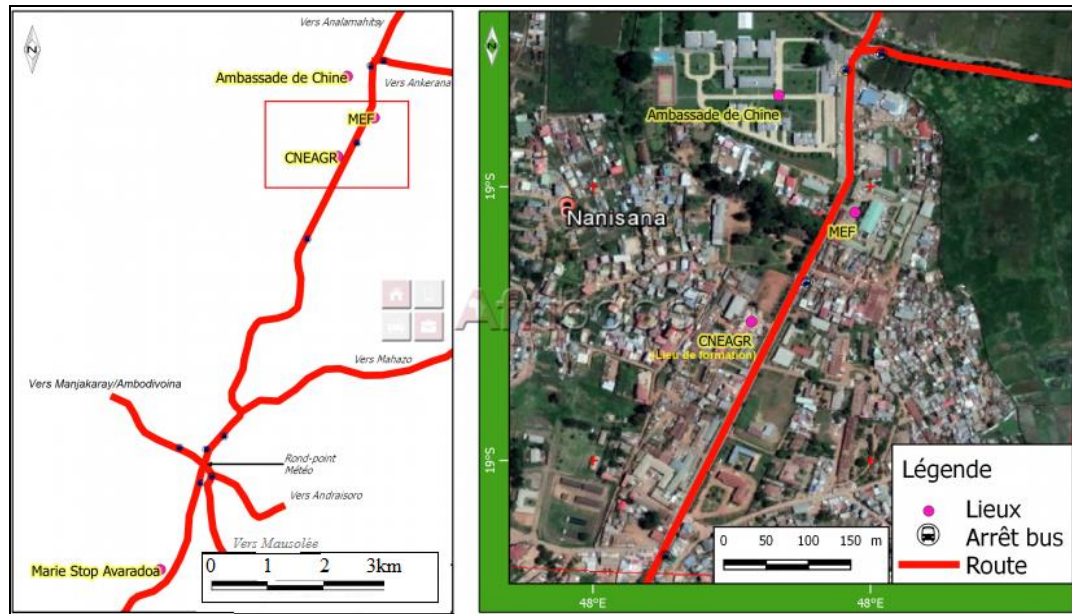 Vers Analamahitsy
N
Ambassade de Chine
Vers Ankerana
MEF
CNEAGR
Vers Mahazo
Vers Manjakaray/Ambodivoina
Rond-point
Météo
Vers Andraisoro
Vers Mausolée
Marie Stop Avaradoa
0 1 2 3km
N
Ambassade de Chine
19°S
Nanisana
MEF
CNEAGR
(Lieu de formation)
19°S
0 50 100 150 m
Légende
Lieux
Arrêt bus
Route
48°E 48°E